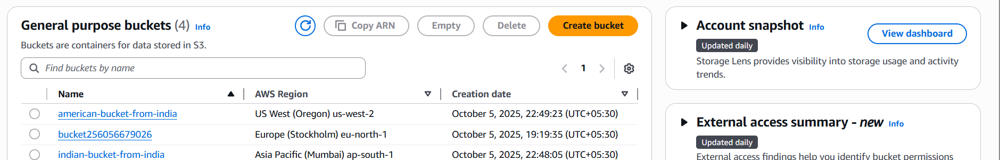 General purpose buckets (4) Info
Copy ARN
Empty
Delete
Create bucket
Buckets are containers for data stored in S3.
Find buckets by name
1
Name
AWS Region
Creation date
american-bucket-from-india
US West (Oregon) us-west-2
October 5, 2025, 22:49:23 (UTC+05:30)
bucket256056679026
Europe (Stockholm) eu-north-1
October 5, 2025, 19:19:35 (UTC+05:30)
indian-bucket-from-india
Asia Pacific (Mumbai) ap-south-1
October 5, 2025, 22:48:05 (UTC+05:30)
Account snapshot Info
View dashboard
Updated daily
Storage Lens provides visibility into storage usage and activity
trends.
External access summary - new Info
Updated daily
External access findings help you identify bucket permissions